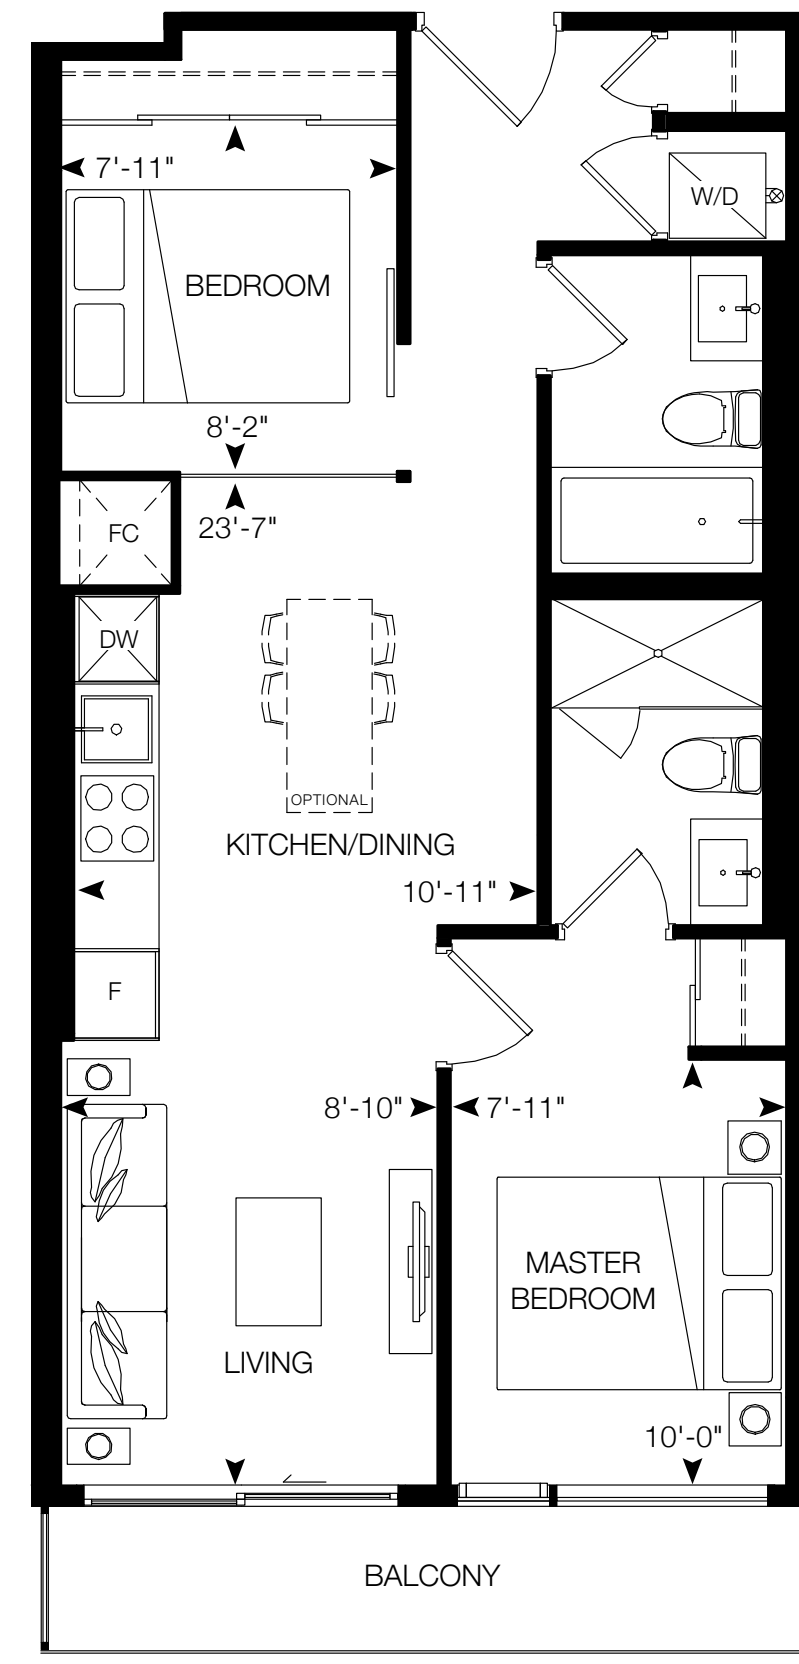 7'-11"
W/D
BEDROOM
8'-2"
23'-7"
FC
DW
OPTIONAL
KITCHEN/DINING
10'-11"
F
8'-10"
7'-11"
MASTER
BEDROOM
LIVING
10'-0"
BALCONY